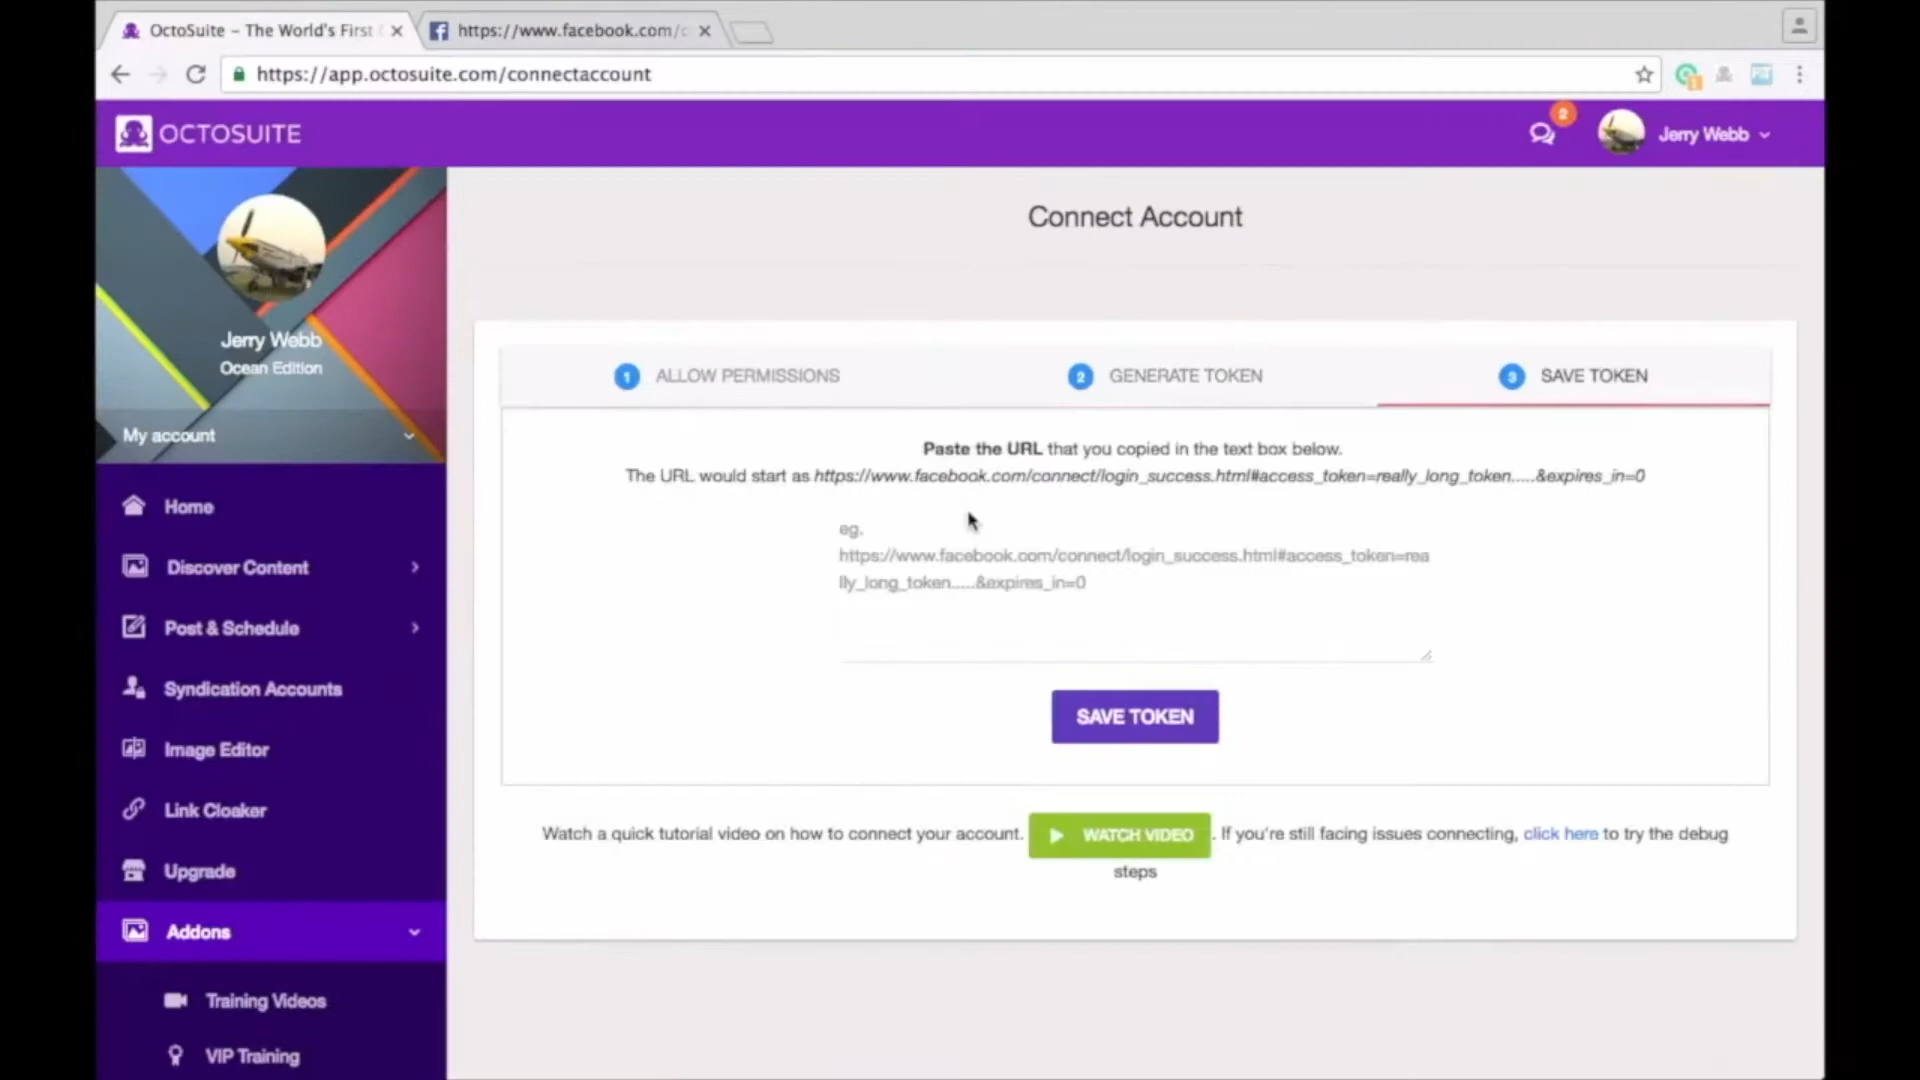 OctoSuite – The World's First
https://www.facebook.com/c
https://app.octosuite.com/connectaccount
OCTOSUITE
2
Jerry Webb
Jerry Webb
Ocean Edition
My account
Home
Discover Content
Post & Schedule
Syndication Accounts
Image Editor
Link Cloaker
Upgrade
Addons
Training Videos
VIP Training
Connect Account
1 ALLOW PERMISSIONS
2 GENERATE TOKEN
3 SAVE TOKEN
Paste the URL that you copied in the text box below.
The URL would start as https://www.facebook.com/connect/login_success.html#access_token=really_long_token.....&expires_in=0
eg.
https://www.facebook.com/connect/login_success.html#access_token=rea
lly_long_token.....&expires_in=0
SAVE TOKEN
Watch a quick tutorial video on how to connect your account. WATCH VIDEO . If you're still facing issues connecting, click here to try the debug
steps